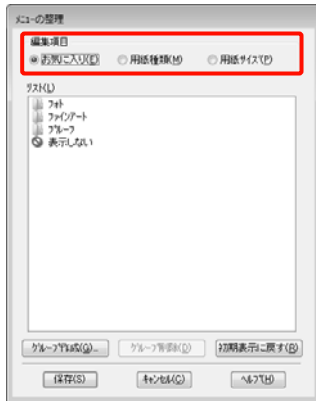 メニューの整理
編集項目
お気に入り(E)
用紙種類(M)
用紙サイズ(P)
リスト(L)
フォト
ファインアート
プルーフ
表示しない
グループ作成(G)...
グループ削除(D)
初期表示に戻す(R)
保存(S)
キャンセル(C)
ヘルプ(H)